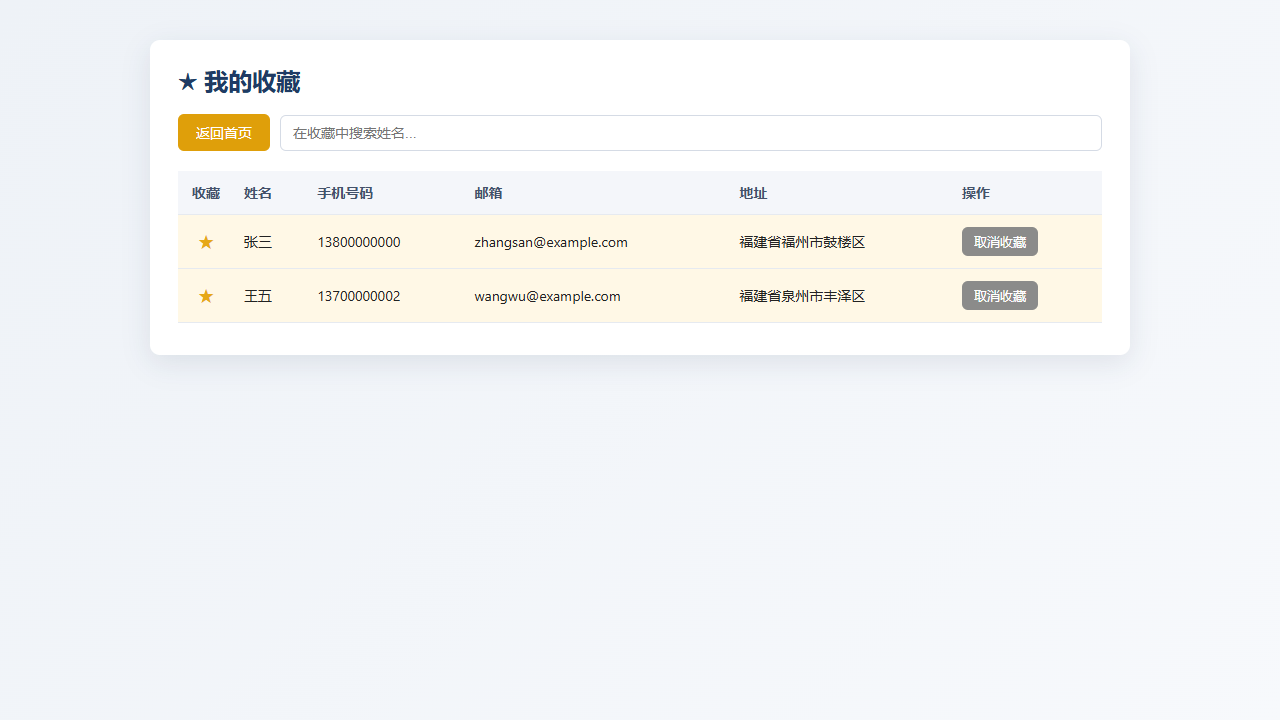 ★ 我的收藏
返回首页 在收藏中搜索姓名...
收藏 姓名 手机号码 邮箱 地址 操作
★ 张三 13800000000 zhangsan@example.com 福建省福州市鼓楼区 取消收藏
★ 王五 13700000002 wangwu@example.com 福建省泉州市丰泽区 取消收藏